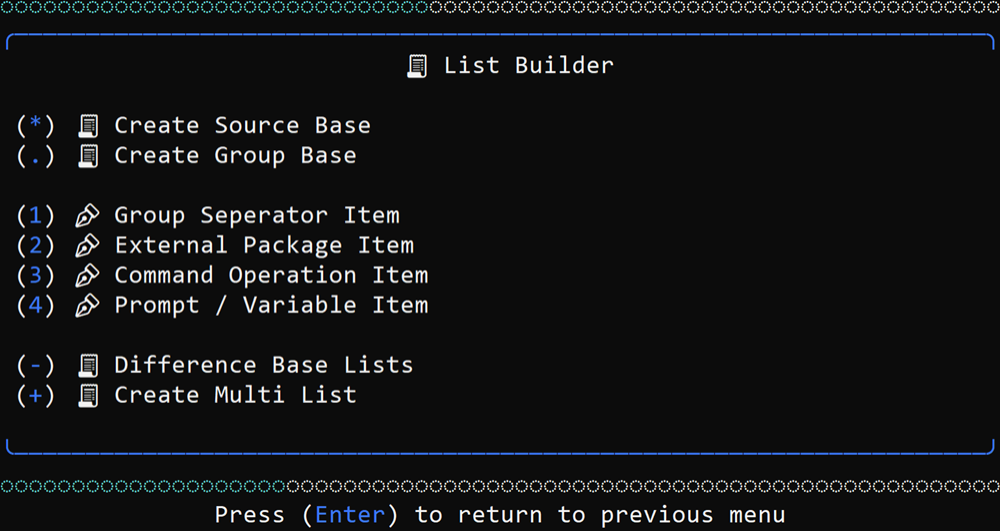 List Builder
(*) Create Source Base
(.) Create Group Base
(1) Group Seperator Item
(2) External Package Item
(3) Command Operation Item
(4) Prompt / Variable Item
(-) Difference Base Lists
(+) Create Multi List
Press (Enter) to return to previous menu